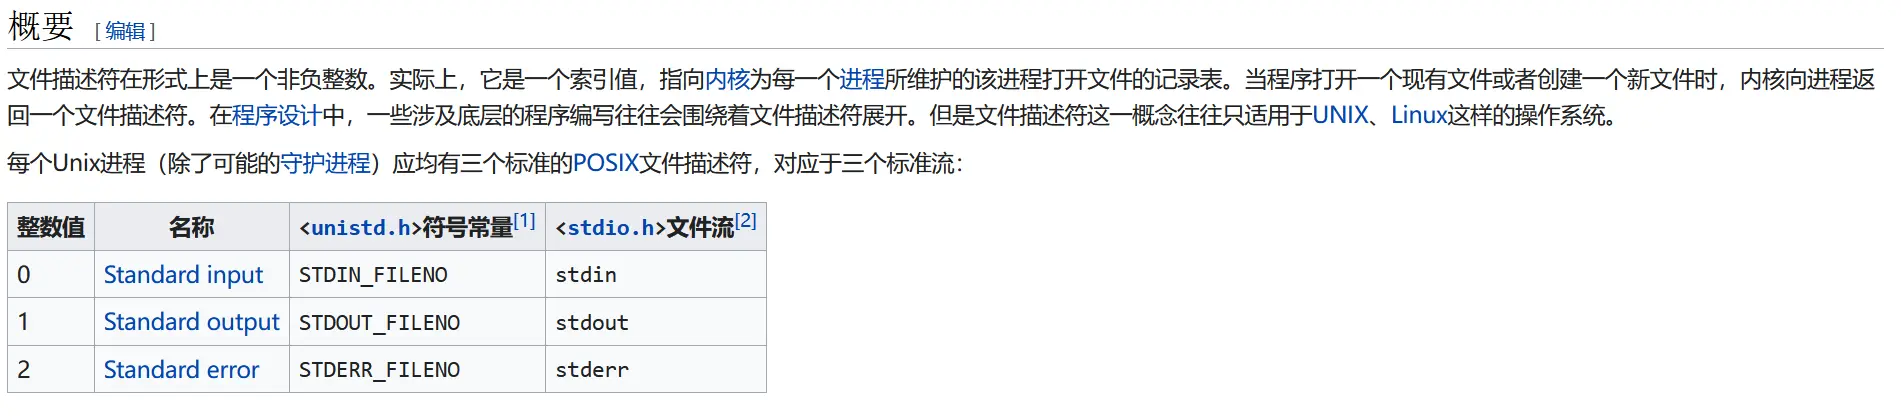 概要 [编辑]
文件描述符在形式上是一个非负整数。实际上，它是一个索引值，指向内核为每一个进程所维护的该进程打开文件的记录表。当程序打开一个现有文件或者创建一个新文件时，内核向进程返
回一个文件描述符。在程序设计中，一些涉及底层的程序编写往往会围绕着文件描述符展开。但是文件描述符这一概念往往只适用于UNIX、Linux这样的操作系统。
每个Unix进程（除了可能的守护进程）应均有三个标准的POSIX文件描述符，对应于三个标准流：
整数值 名称 <unistd.h>符号常量[1] <stdio.h>文件流[2]
0 Standard input STDIN_FILENO stdin
1 Standard output STDOUT_FILENO stdout
2 Standard error STDERR_FILENO stderr